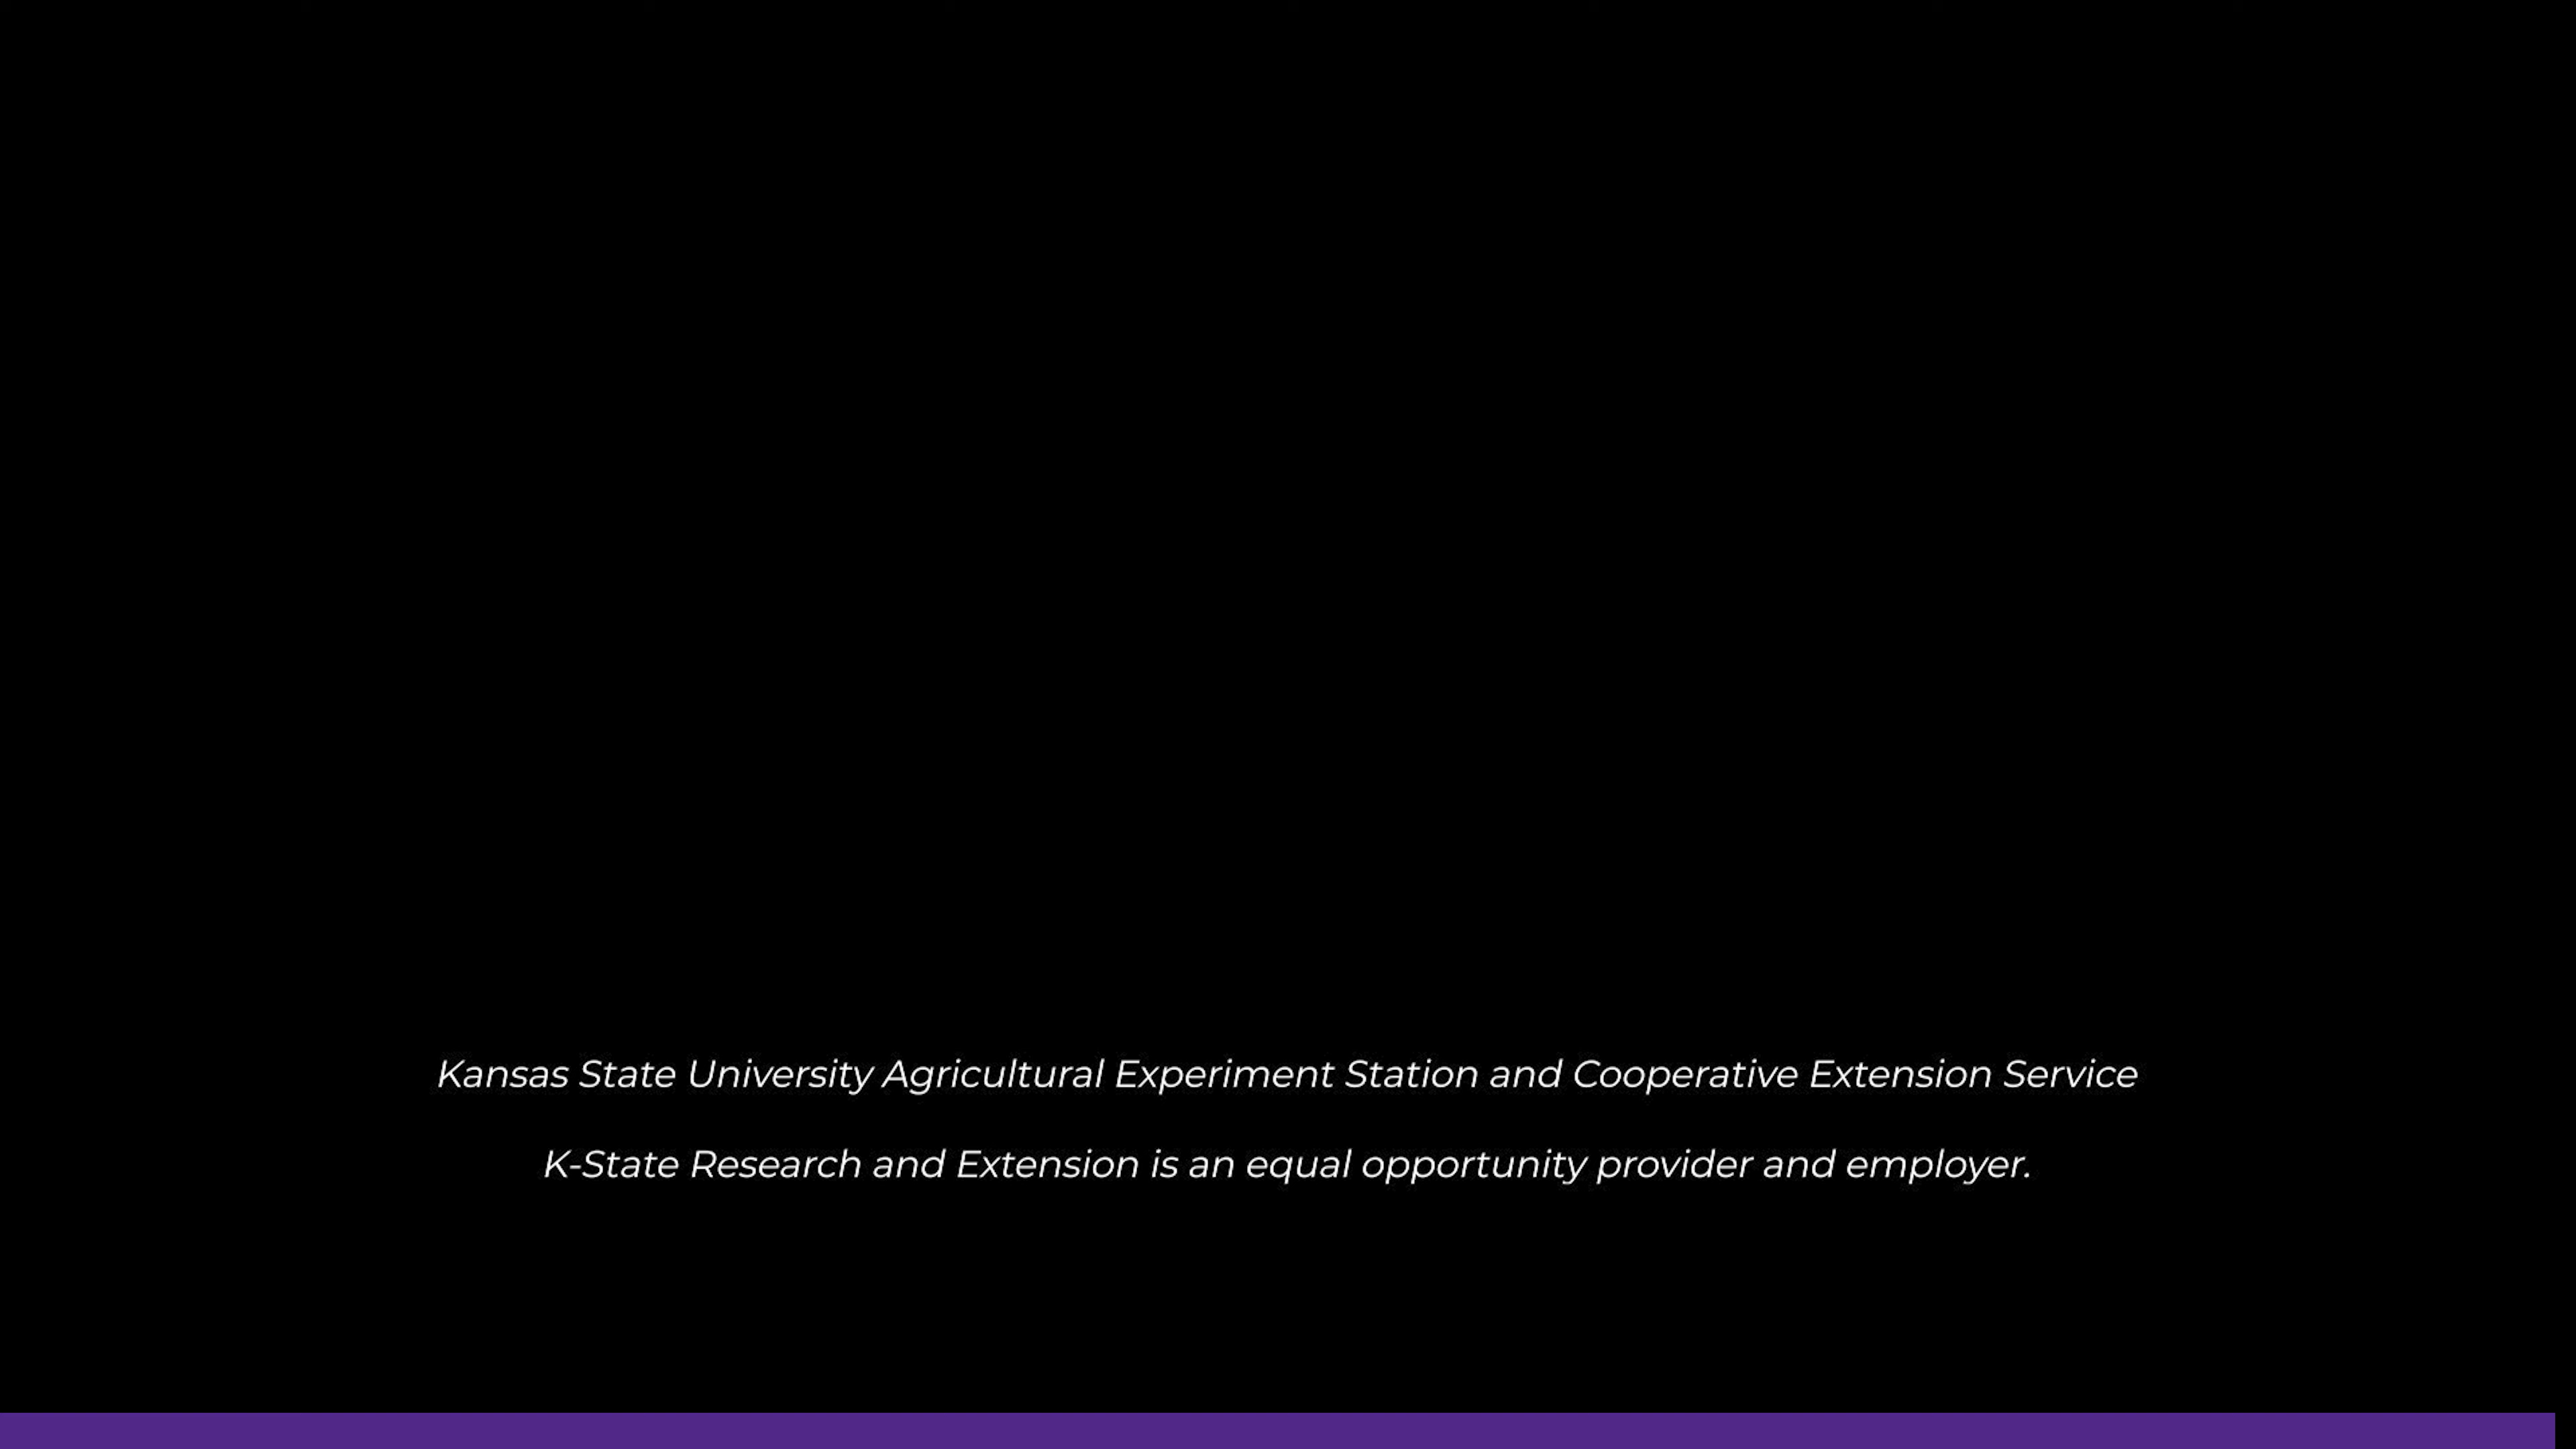 Kansas State University Agricultural Experiment Station and Cooperative Extension Service
K-State Research and Extension is an equal opportunity provider and employer.